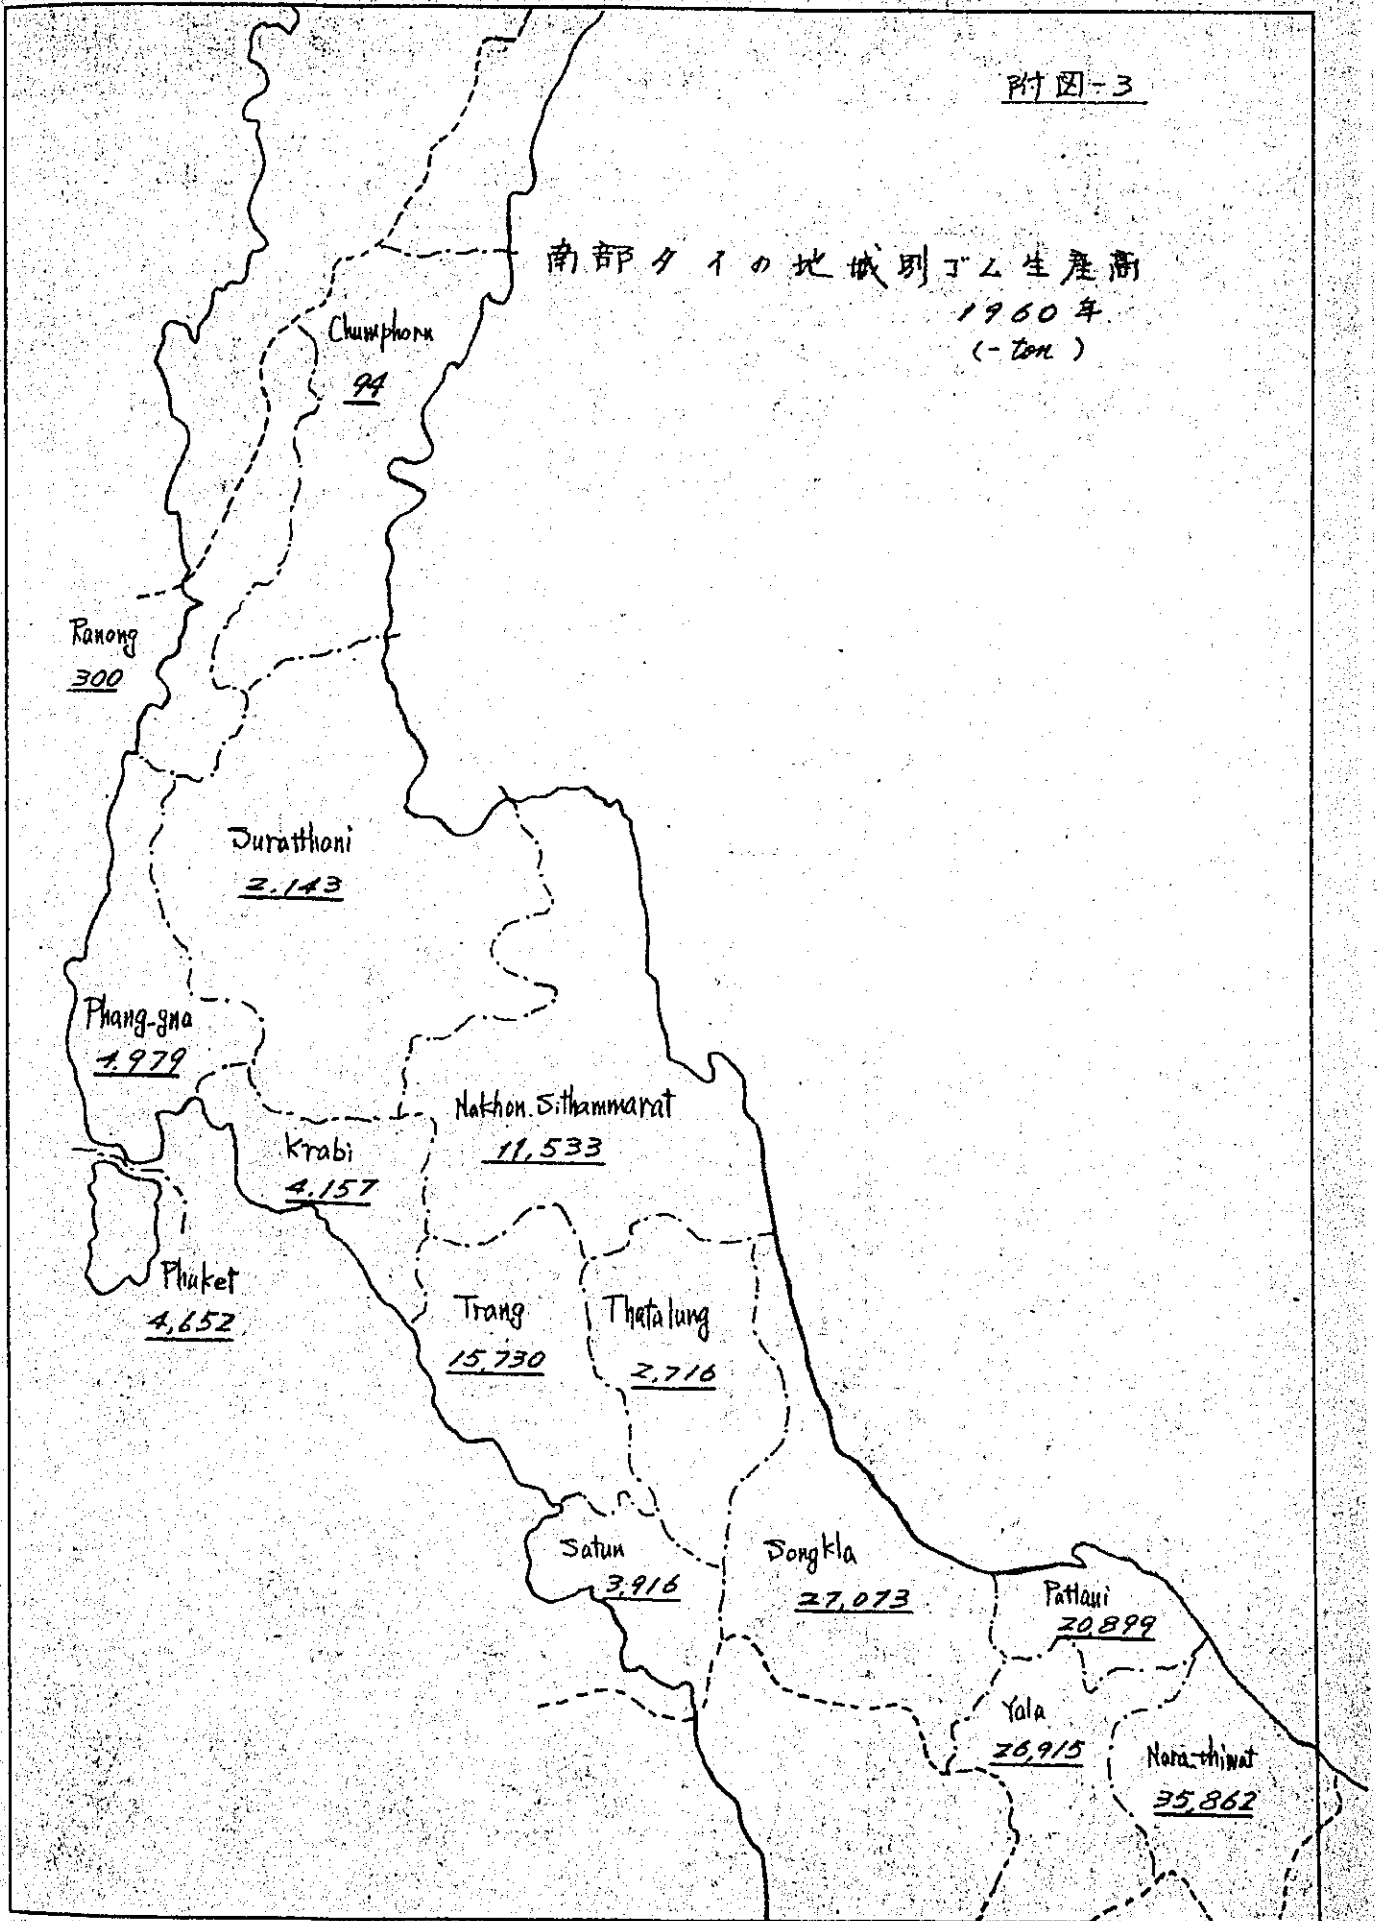 附図-3
南部タイの地域別ゴム生産高
1960年
(-ton)
Chumphorn
94
Ranong
300
Suratthani
2.143
Phang-gna
4.979
Nakhon.Sithammarat
11,533
Krabi
4.157
Phuket
4,652
Trang
15,730
Thatalung
2,716
Satun
3,916
Songkla
27,073
Pattani
20,899
Yala
26,915
Nara-thiwat
35,862